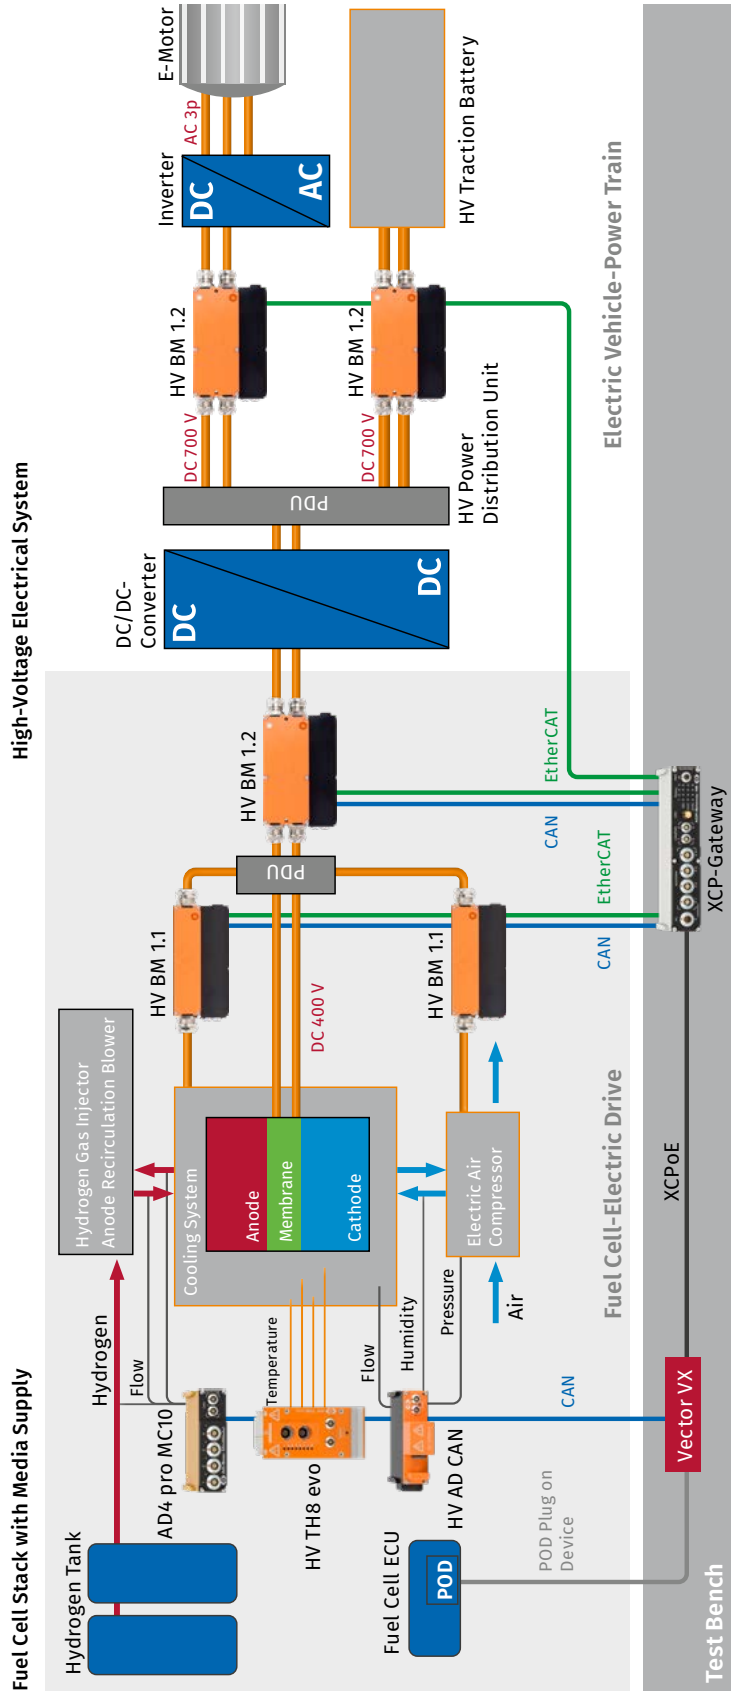 Fuel Cell Stack with Media Supply
High-Voltage Electrical System
Hydrogen Tank
Hydrogen
Flow
AD4 pro MC10
Hydrogen Gas Injector
Anode Recirculation Blower
Cooling System
Anode
Membrane
Cathode
Temperature
HV TH8 evo
Flow
Humidity
Pressure
HV AD CAN
Fuel Cell ECU
POD
POD Plug on
Device
Electric Air
Compressor
Air
HV BM 1.1
HV BM 1.1
DC 400 V
PDU
HV BM 1.2
DC/DC-
Converter
DC
DC
PDU
HV Power
Distribution Unit
DC 700 V
DC 700 V
HV BM 1.2
HV BM 1.2
Inverter
DC
AC
AC 3p
E-Motor
HV Traction Battery
CAN
CAN
EtherCAT
CAN
EtherCAT
Fuel Cell-Electric Drive
Electric Vehicle-Power Train
Vector VX
XCPoE
XCP-Gateway
Test Bench